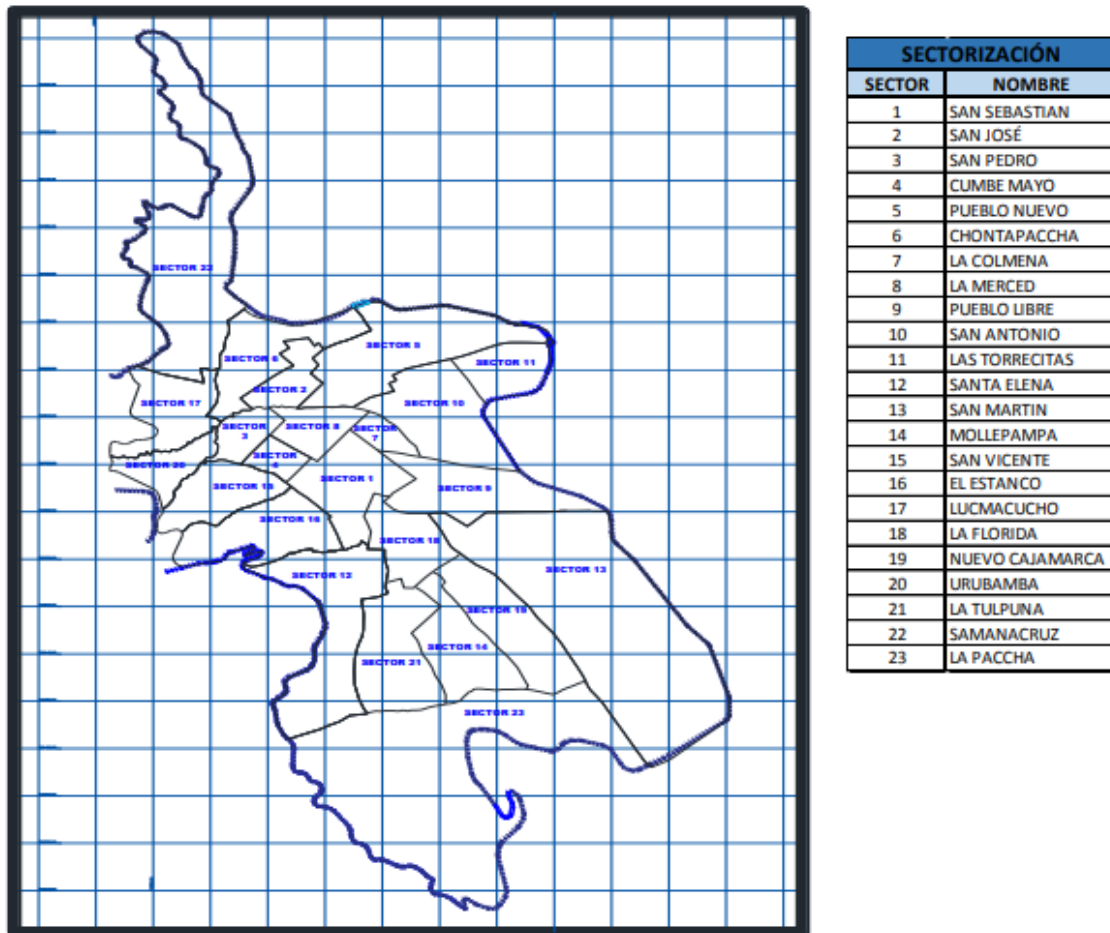 SECTOR 22
SECTOR 5
SECTOR 6
SECTOR 11
SECTOR 2
SECTOR 17
SECTOR 10
SECTOR 3
SECTOR 8
SECTOR 7
SECTOR 4
SECTOR 20
SECTOR 1
SECTOR 15
SECTOR 9
SECTOR 16
SECTOR 18
SECTOR 13
SECTOR 12
SECTOR 19
SECTOR 14
SECTOR 21
SECTOR 23
SECTORIZACIÓN
SECTOR NOMBRE
1 SAN SEBASTIAN
2 SAN JOSÉ
3 SAN PEDRO
4 CUMBE MAYO
5 PUEBLO NUEVO
6 CHONTAPACCHA
7 LA COLMENA
8 LA MERCED
9 PUEBLO LIBRE
10 SAN ANTONIO
11 LAS TORRECITAS
12 SANTA ELENA
13 SAN MARTIN
14 MOLLEPAMPA
15 SAN VICENTE
16 EL ESTANCO
17 LUCMACUCHO
18 LA FLORIDA
19 NUEVO CAJAMARCA
20 URUBAMBA
21 LA TULPUNA
22 SAMANACRUZ
23 LA PACCHA